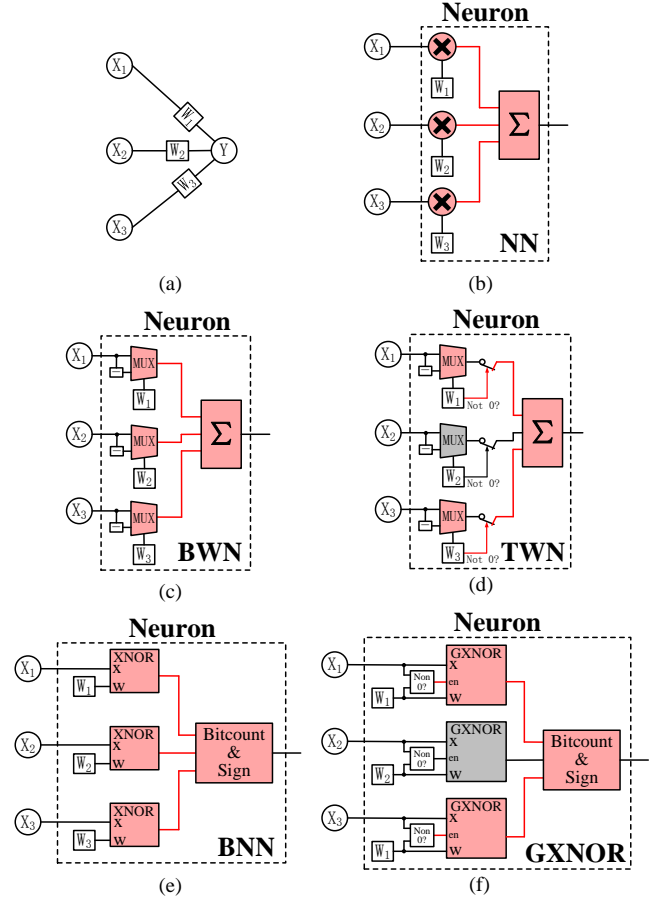 X1
W1
X2
W2
Y
W3
X3
(a)
Neuron
X1
W1
X2
Σ
W2
X3
W3
NN
(b)
Neuron
X1
MUX
W1
X2
MUX
Σ
W2
X3
MUX
W3
BWN
(c)
Neuron
X1
MUX
W1
Not 0?
X2
MUX
Σ
W2
Not 0?
X3
MUX
W3
Not 0?
TWN
(d)
Neuron
X1
XNOR
X
W1
W
X2
XNOR
X
W2
W
Bitcount
&
Sign
X3
XNOR
X
W3
W
BNN
(e)
Neuron
X1
GXNOR
X
Non
0?
en
W1
W
X2
GXNOR
X
Non
0?
en
W2
W
Bitcount
&
Sign
X3
GXNOR
X
Non
0?
en
W1
W
GXNOR
(f)